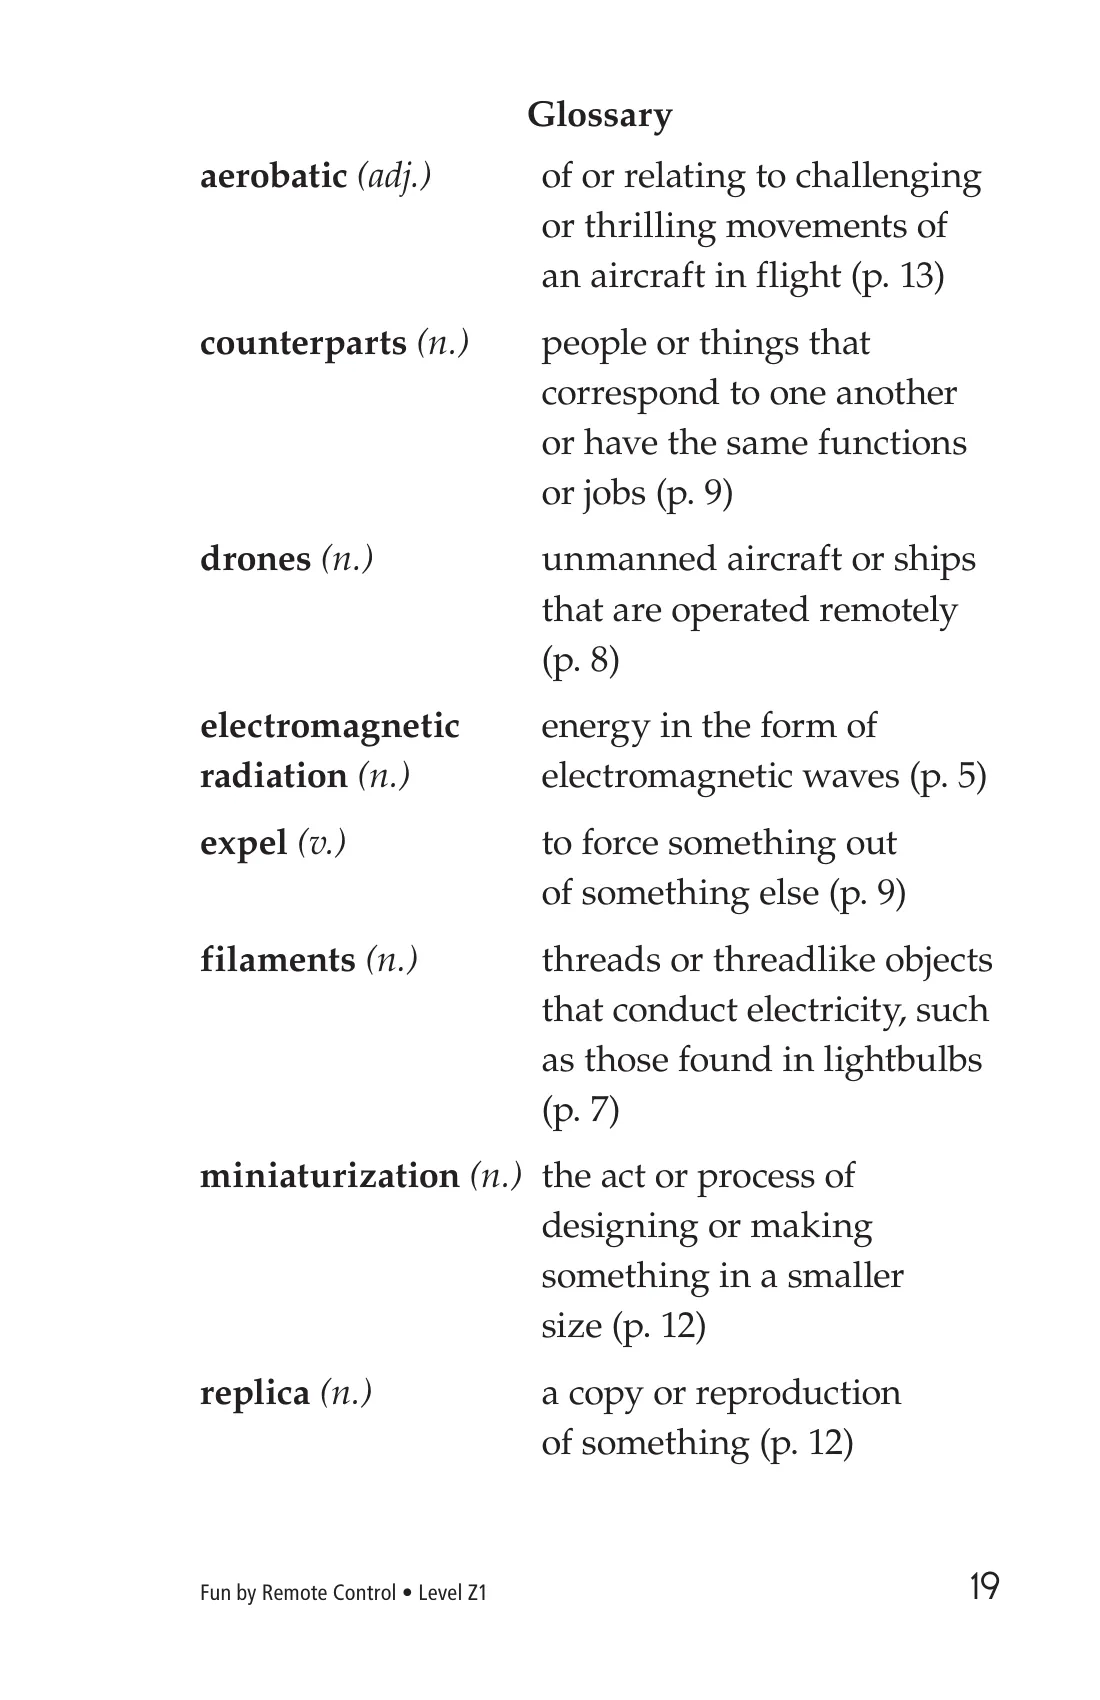 Glossary
aerobatic (adj.) of or relating to challenging
or thrilling movements of
an aircraft in flight (p. 13)
counterparts (n.) people or things that
correspond to one another
or have the same functions
or jobs (p. 9)
drones (n.) unmanned aircraft or ships
that are operated remotely
(p. 8)
electromagnetic energy in the form of
radiation (n.) electromagnetic waves (p. 5)
expel (v.) to force something out
of something else (p. 9)
filaments (n.) threads or threadlike objects
that conduct electricity, such
as those found in lightbulbs
(p. 7)
miniaturization (n.) the act or process of
designing or making
something in a smaller
size (p. 12)
replica (n.) a copy or reproduction
of something (p. 12)
Fun by Remote Control • Level Z1 19